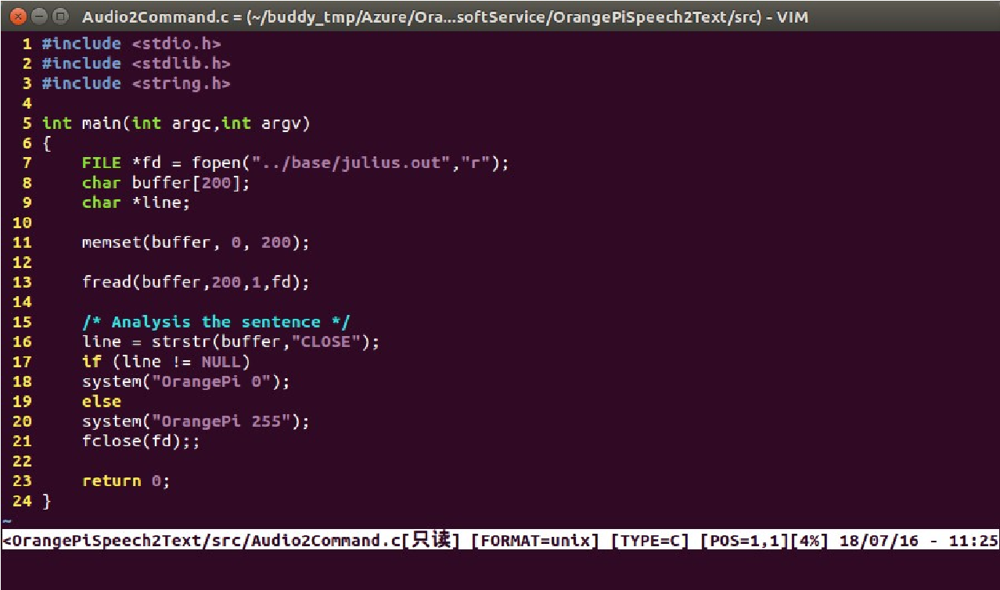 Audio2Command.c = (~/buddy_tmp/Azure/Ora...softService/OrangePiSpeech2Text/src) - VIM
1 #include <stdio.h>
2 #include <stdlib.h>
3 #include <string.h>
4
5 int main(int argc,int argv)
6 {
7     FILE *fd = fopen("../base/julius.out","r");
8     char buffer[200];
9     char *line;
10
11     memset(buffer, 0, 200);
12
13     fread(buffer,200,1,fd);
14
15     /* Analysis the sentence */
16     line = strstr(buffer,"CLOSE");
17     if (line != NULL)
18     system("OrangePi 0");
19     else
20     system("OrangePi 255");
21     fclose(fd);;
22
23     return 0;
24 }
~
<OrangePiSpeech2Text/src/Audio2Command.c[只读] [FORMAT=unix] [TYPE=C] [POS=1,1][4%] 18/07/16 - 11:25